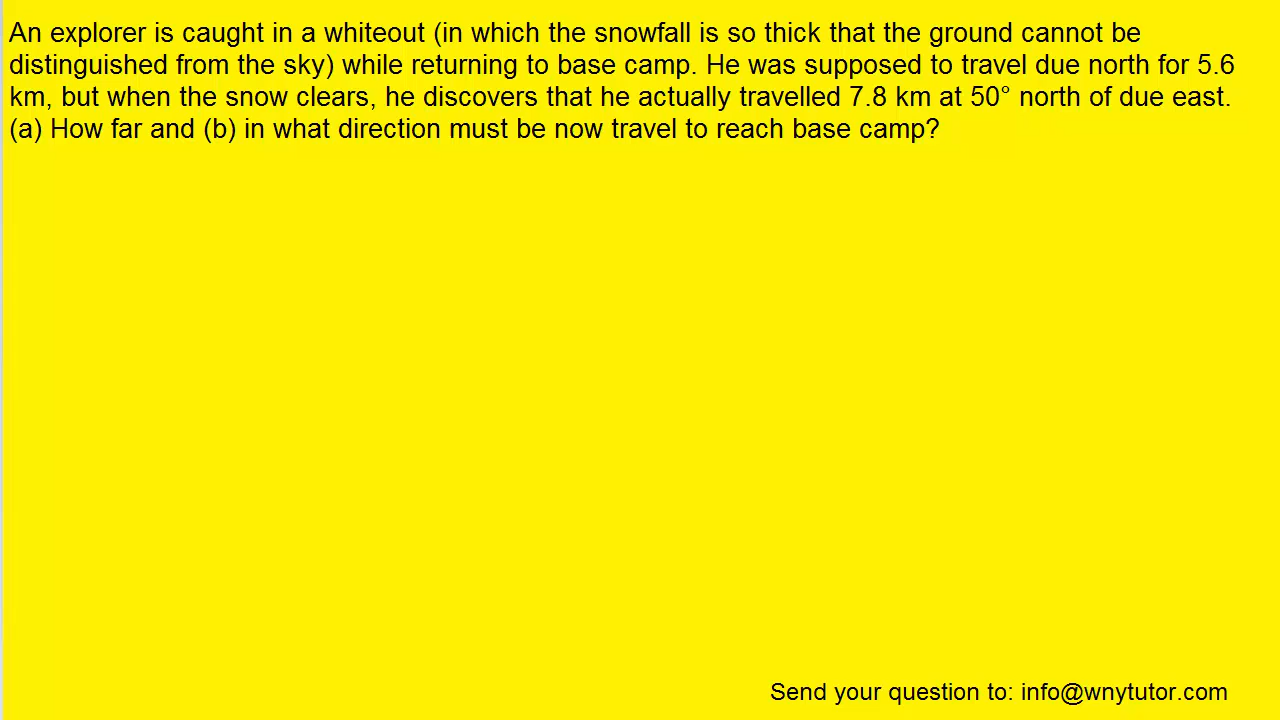 An explorer is caught in a whiteout (in which the snowfall is so thick that the ground cannot be
distinguished from the sky) while returning to base camp. He was supposed to travel due north for 5.6
km, but when the snow clears, he discovers that he actually travelled 7.8 km at 50° north of due east.
(a) How far and (b) in what direction must be now travel to reach base camp?
Send your question to: info@wnytutor.com